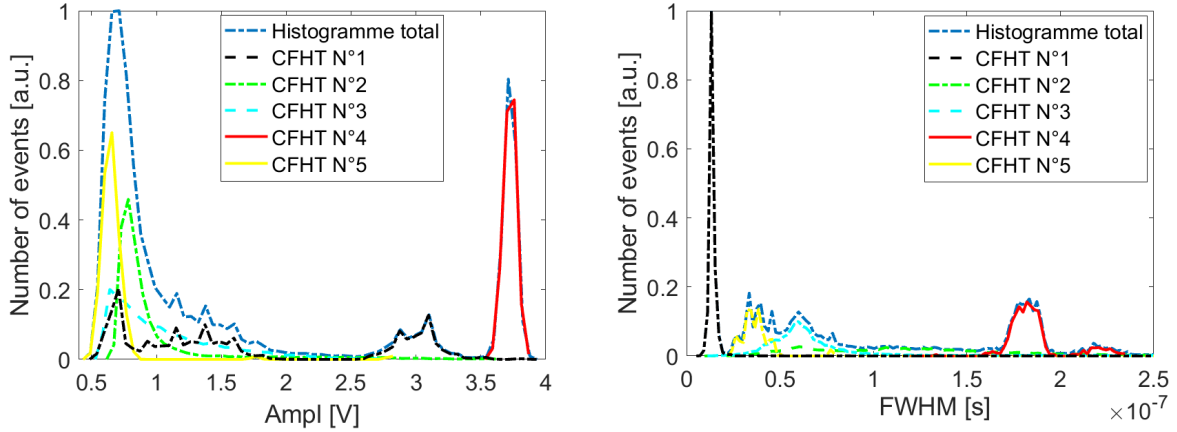 Number of events [a.u.]
1
0.8
0.6
0.4
0.2
0
0.5 1 1.5 2 2.5 3 3.5 4
Ampl [V]
Histogramme total
CFHT N°1
CFHT N°2
CFHT N°3
CFHT N°4
CFHT N°5
Number of events [a.u.]
1
0.8
0.6
0.4
0.2
0
0 0.5 1 1.5 2 2.5
FWHM [s]
×10⁻⁷
Histogramme total
CFHT N°1
CFHT N°2
CFHT N°3
CFHT N°4
CFHT N°5